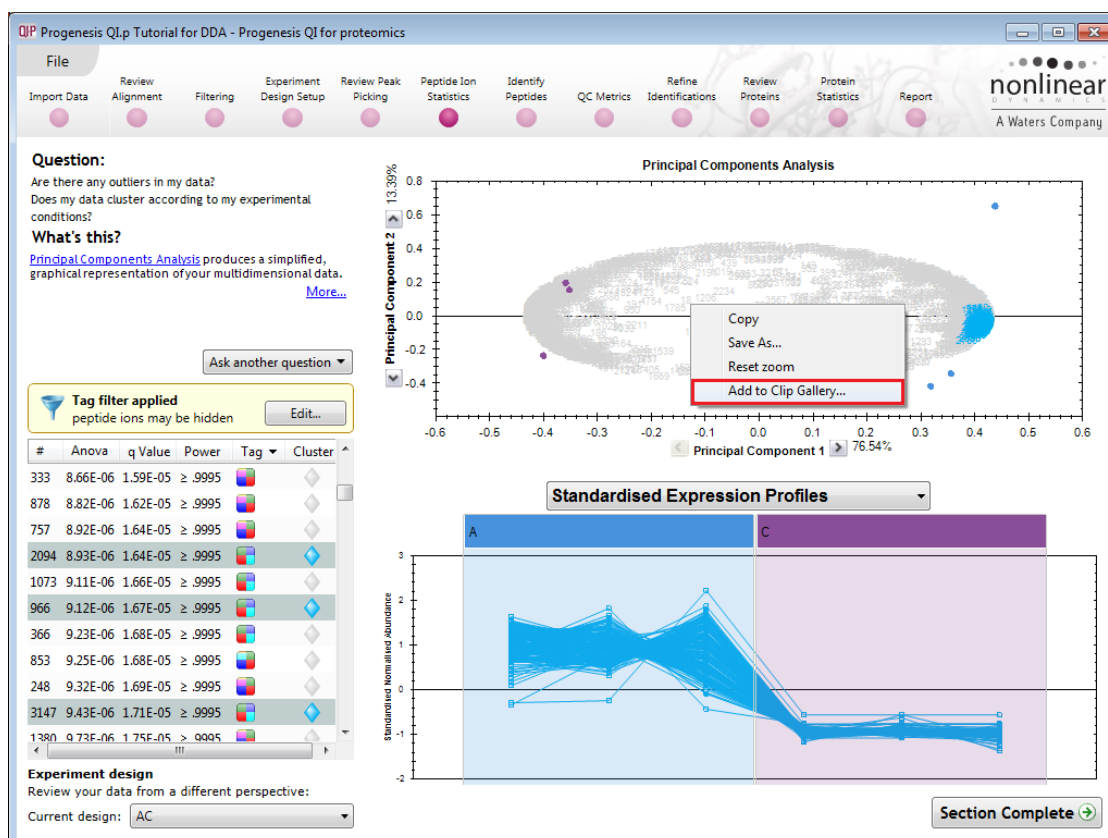 QIP Progenesis QI.p Tutorial for DDA - Progenesis QI for proteomics
File
Import Data
Review
Alignment
Filtering
Experiment
Design Setup
Review Peak
Picking
Peptide Ion
Statistics
Identify
Peptides
QC Metrics
Refine
Identifications
Review
Proteins
Protein
Statistics
Report
nonlinear
DYNAMICS
A Waters Company
Question:
Are there any outliers in my data?
Does my data cluster according to my experimental
conditions?
What's this?
Principal Components Analysis produces a simplified,
graphical representation of your multidimensional data.
More...
Ask another question
Tag filter applied
peptide ions may be hidden
Edit...
# Anova q Value Power Tag Cluster
333 8.66E-06 1.59E-05 ≥ .9995
878 8.82E-06 1.62E-05 ≥ .9995
757 8.92E-06 1.64E-05 ≥ .9995
2094 8.93E-06 1.64E-05 ≥ .9995
1073 9.11E-06 1.66E-05 ≥ .9995
966 9.12E-06 1.67E-05 ≥ .9995
366 9.23E-06 1.68E-05 ≥ .9995
853 9.25E-06 1.68E-05 ≥ .9995
248 9.32E-06 1.69E-05 ≥ .9995
3147 9.43E-06 1.71E-05 ≥ .9995
1380 9.73E-06 1.75E-05 ≥ .9995
Experiment design
Review your data from a different perspective:
Current design: AC
Principal Components Analysis
Principal Component 2 13.39%
0.8
0.6
0.4
0.2
0.0
-0.2
-0.4
Copy
Save As...
Reset zoom
Add to Clip Gallery...
-0.6 -0.5 -0.4 -0.3 -0.2 -0.1 0.0 0.1 0.2 0.3 0.4 0.5 0.6
Principal Component 1 76.54%
Standardised Expression Profiles
A C
Standardised Normalised Abundance
3
2
1
0
-1
-2
Section Complete